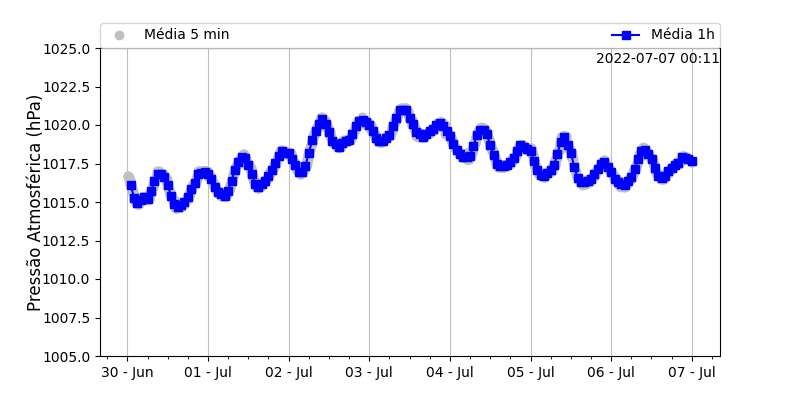 Média 5 min
Média 1h
2022-07-07 00:11
Pressão Atmosférica (hPa)
1025.0
1022.5
1020.0
1017.5
1015.0
1012.5
1010.0
1007.5
1005.0
30 - Jun
01 - Jul
02 - Jul
03 - Jul
04 - Jul
05 - Jul
06 - Jul
07 - Jul